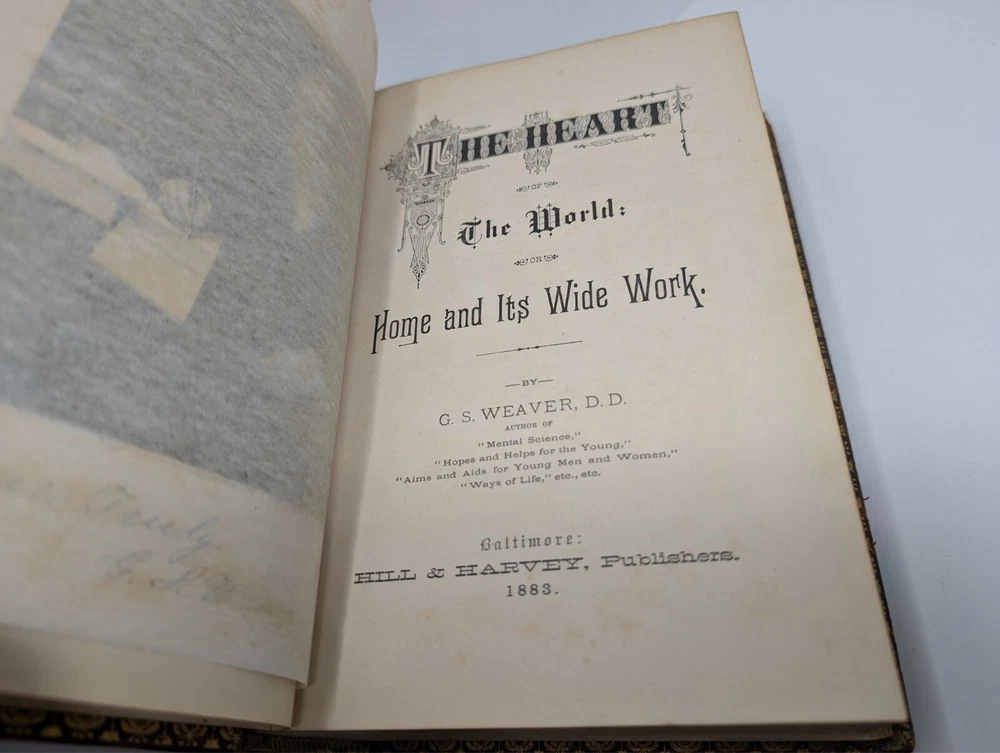 Truly
THE HEART
OF
The World:
OR
Home and Its Wide Work.
—BY—
G. S. WEAVER, D. D.
AUTHOR OF
"Mental Science,"
"Hopes and Helps for the Young,"
"Aims and Aids for Young Men and Women,"
"Ways of Life," etc., etc.
Baltimore:
HILL & HARVEY, Publishers.
1883.